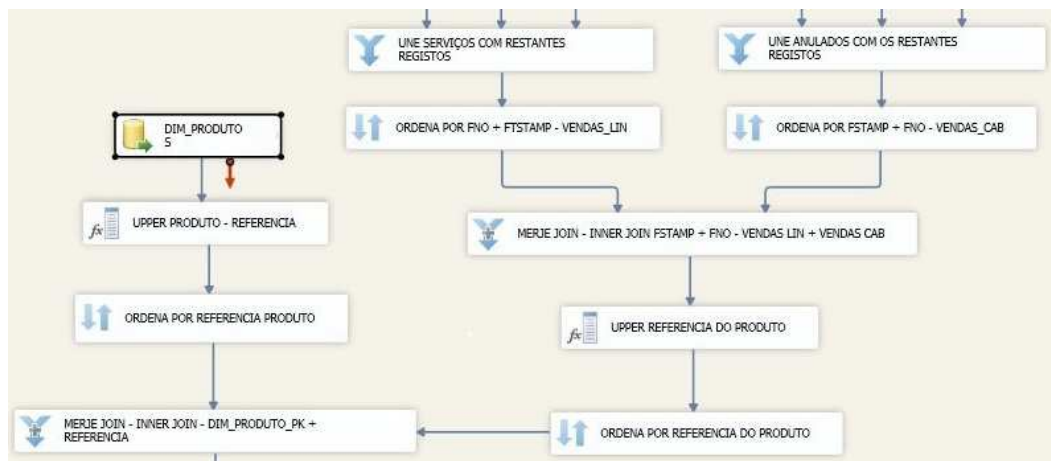 UNE SERVIÇOS COM RESTANTES
REGISTOS
UNE ANULADOS COM OS RESTANTES
REGISTOS
DIM_PRODUTO
S
ORDENA POR FNO + FTSTAMP - VENDAS_LIN
ORDENA POR FSTAMP + FNO - VENDAS_CAB
fx
UPPER PRODUTO - REFERENCIA
MERJE JOIN - INNER JOIN FSTAMP + FNO - VENDAS LIN + VENDAS CAB
ORDENA POR REFERENCIA PRODUTO
fx
UPPER REFERENCIA DO PRODUTO
MERJE JOIN - INNER JOIN - DIM_PRODUTO_PK +
REFERENCIA
ORDENA POR REFERENCIA DO PRODUTO